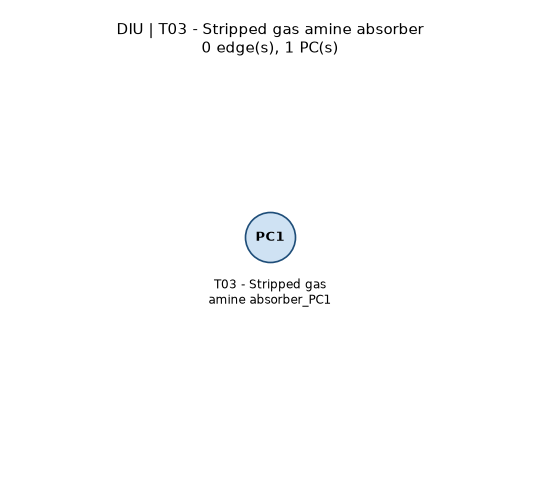 DIU | T03 - Stripped gas amine absorber
0 edge(s), 1 PC(s)
PC1
T03 - Stripped gas
amine absorber_PC1